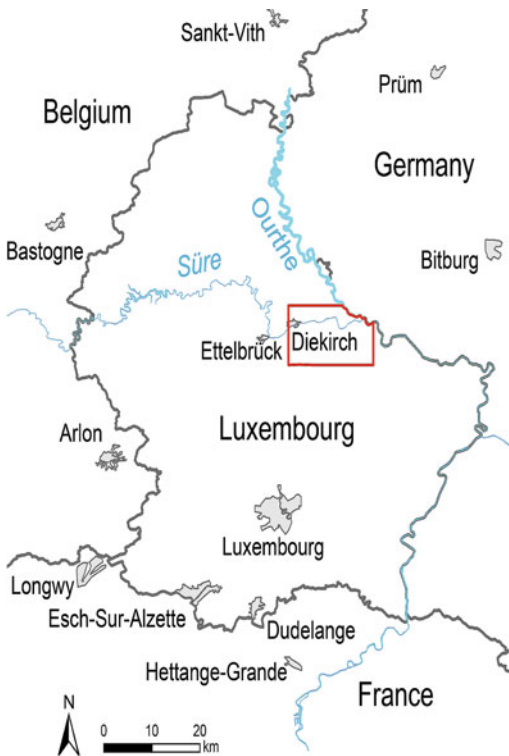 Sankt-Vith
Prüm
Belgium
Germany
Ourthe
Bastogne
Bitburg
Süre
Ettelbrück
Diekirch
Arlon
Luxembourg
Luxembourg
Longwy
Esch-Sur-Alzette
Dudelange
Hettange-Grande
France
N
0 10 20
km